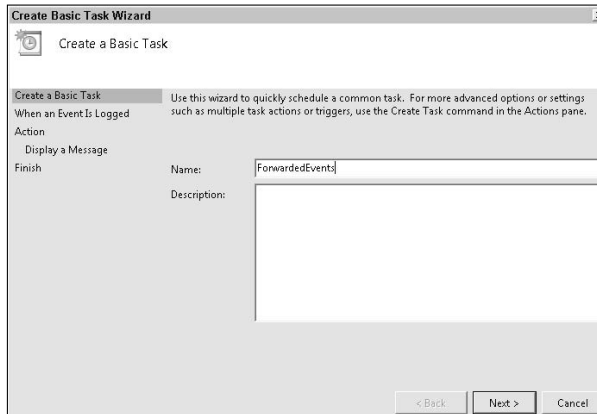 Create Basic Task Wizard
Create a Basic Task
Create a Basic Task
When an Event Is Logged
Action
Display a Message
Finish
Use this wizard to quickly schedule a common task. For more advanced options or settings
such as multiple task actions or triggers, use the Create Task command in the Actions pane.
Name:
ForwardedEvents
Description:
< Back
Next >
Cancel